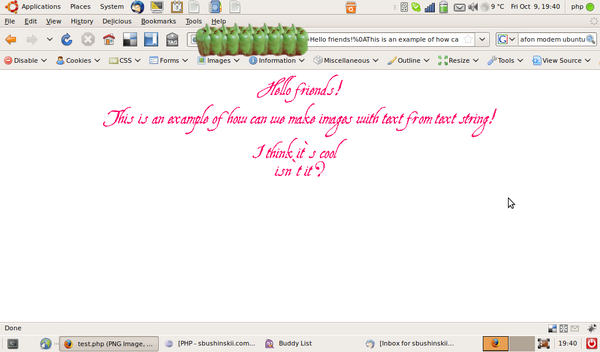 Applications Places System 9 °C Fri Oct 9, 19:40 php
File Edit View History Delicious Bookmarks Tools Help
Hello friends!%0AThis is an example of how ca afon modem ubuntu
Disable Cookies CSS Forms Images Information Miscellaneous Outline Resize Tools View Source
Hello friends!
This is an example of how can we make images with text from text string!
I think it`s cool
isn`t it?
Done
test.php (PNG Image, ... [PHP - sbushinskii.com... Buddy List [Inbox for sbushinskii... 19:40